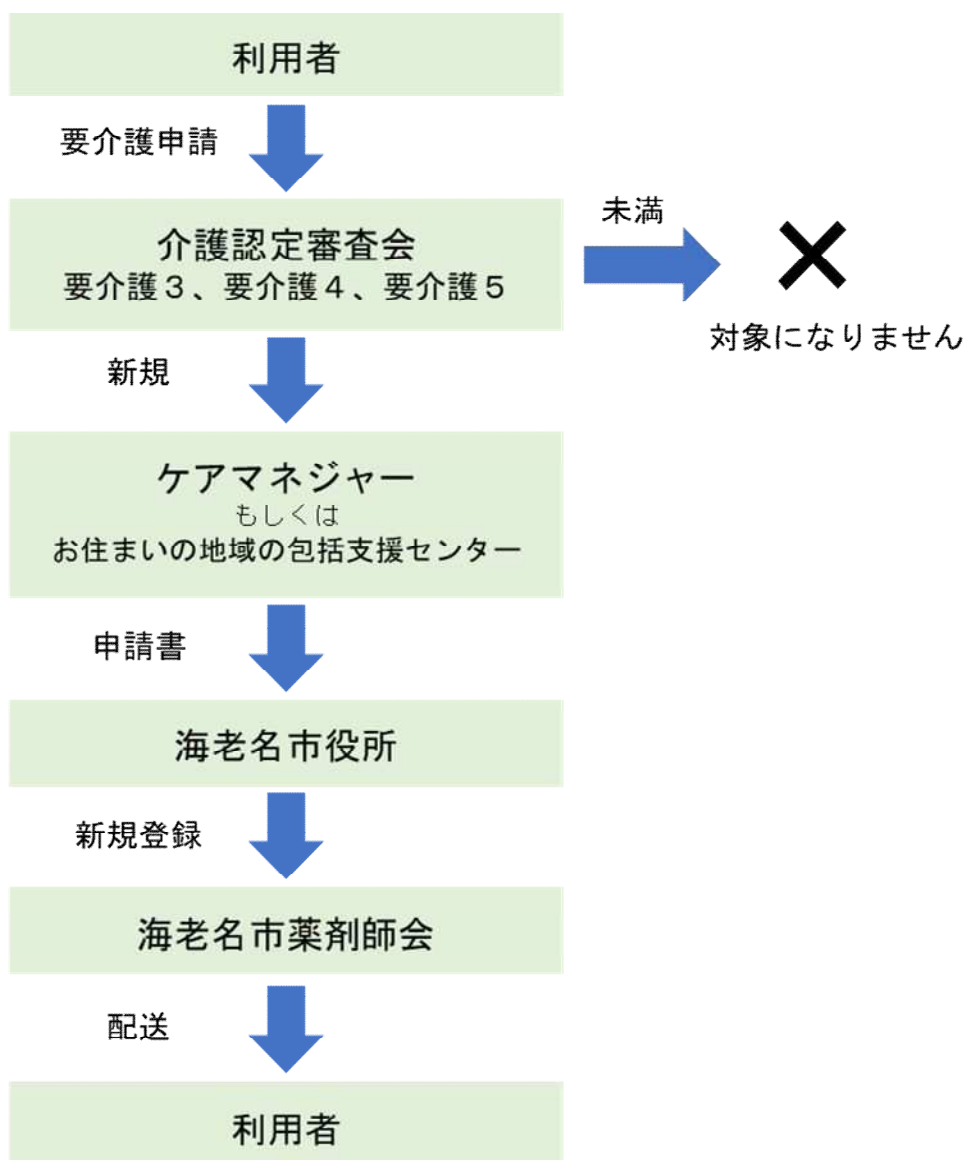 利用者
要介護申請
介護認定審査会
要介護３、要介護４、要介護５
未満
対象になりません
新規
ケアマネジャー
もしくは
お住まいの地域の包括支援センター
申請書
海老名市役所
新規登録
海老名市薬剤師会
配送
利用者